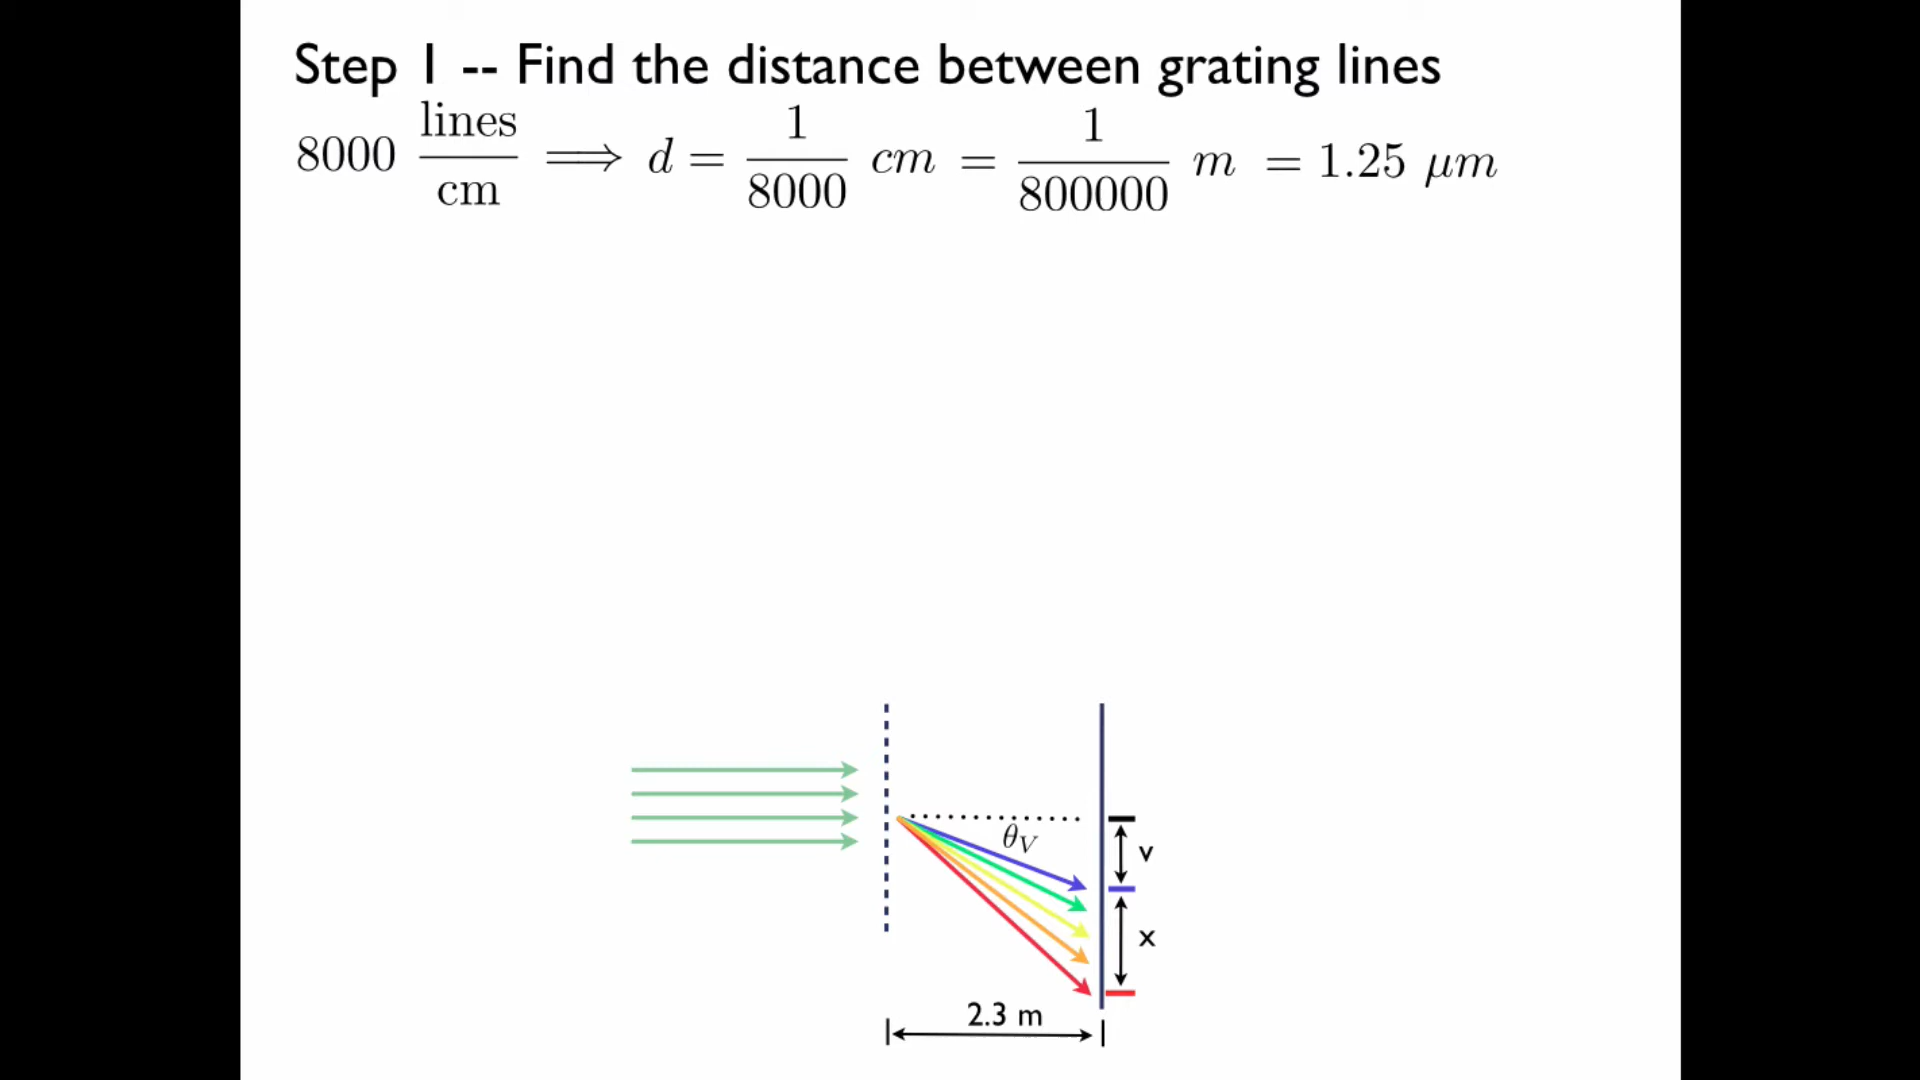 Step 1 -- Find the distance between grating lines
8000 lines/cm ⟹ d = 1/8000 cm = 1/800000 m = 1.25 μm
θV
v
x
2.3 m